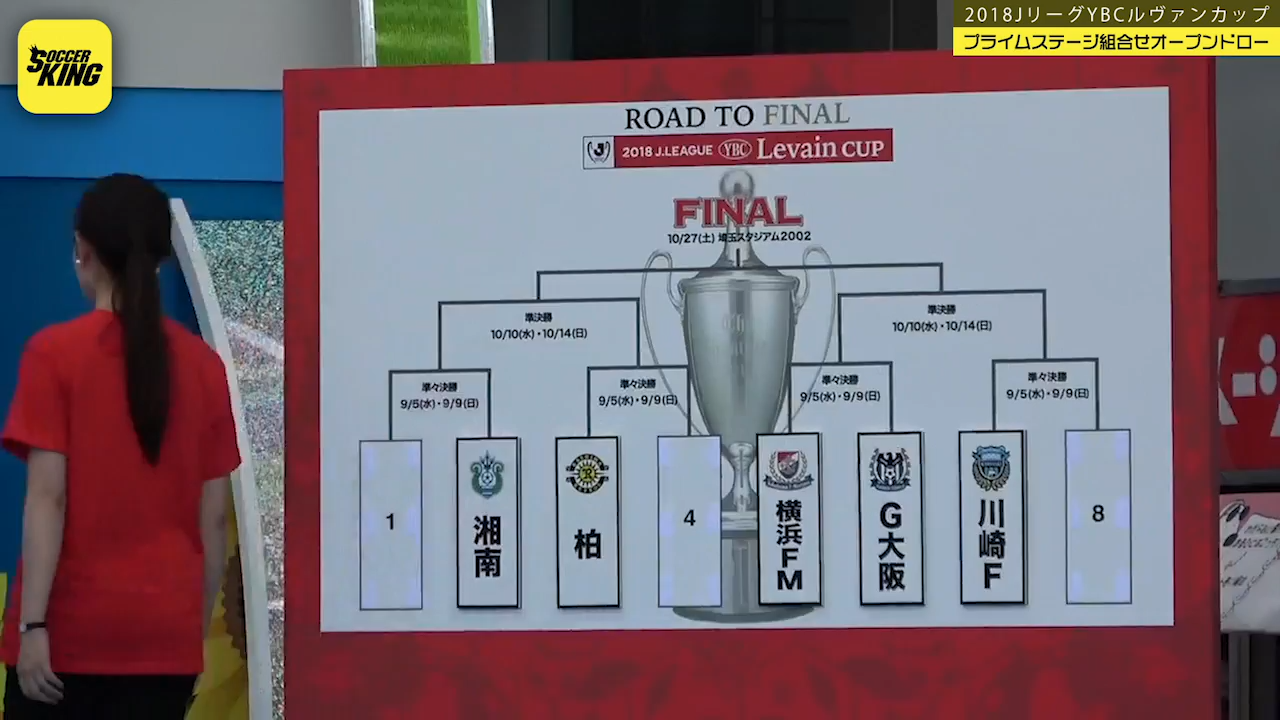 SOCCER KING
2018JリーグYBCルヴァンカップ
プライムステージ組合せオープンドロー
ROAD TO FINAL
2018 J.LEAGUE YBC Levain CUP
FINAL
10/27(土) 埼玉スタジアム2002
準決勝
10/10(水)・10/14(日)
準決勝
10/10(水)・10/14(日)
準々決勝
9/5(水)・9/9(日)
準々決勝
9/5(水)・9/9(日)
準々決勝
9/5(水)・9/9(日)
準々決勝
9/5(水)・9/9(日)
1
湘南
柏
4
横浜FM
G大阪
川崎F
8